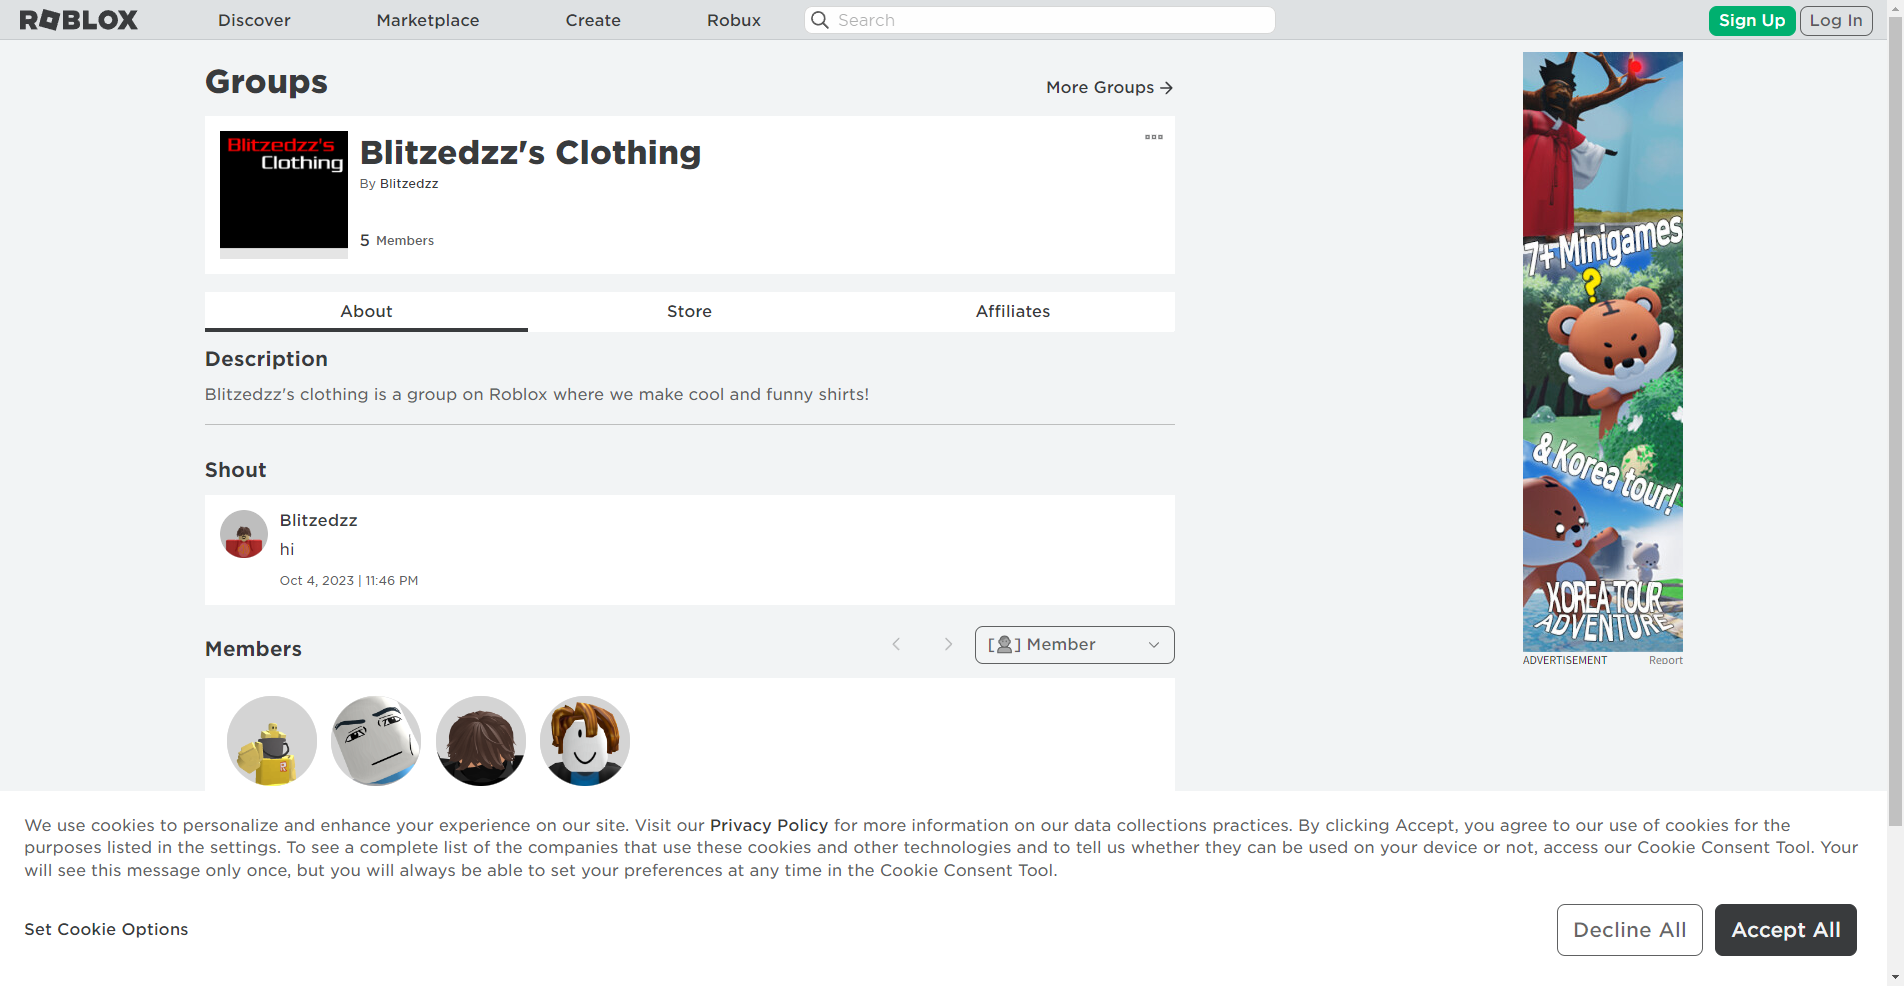 ROBLOX
Discover
Marketplace
Create
Robux
Search
Sign Up
Log In
Groups
More Groups →
Blitzedzz's
Clothing
Blitzedzz's Clothing
By Blitzedzz
5 Members
About
Store
Affiliates
Description
Blitzedzz's clothing is a group on Roblox where we make cool and funny shirts!
Shout
Blitzedzz
hi
Oct 4, 2023 | 11:46 PM
Members
[👤] Member
7+ Minigames
?
& Korea tour!
KOREA TOUR
ADVENTURE
ADVERTISEMENT
Report
We use cookies to personalize and enhance your experience on our site. Visit our Privacy Policy for more information on our data collections practices. By clicking Accept, you agree to our use of cookies for the
purposes listed in the settings. To see a complete list of the companies that use these cookies and other technologies and to tell us whether they can be used on your device or not, access our Cookie Consent Tool. Your
will see this message only once, but you will always be able to set your preferences at any time in the Cookie Consent Tool.
Set Cookie Options
Decline All
Accept All